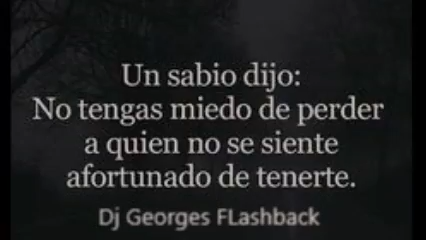 Un sabio dijo:
No tengas miedo de perder
a quien no se siente
afortunado de tenerte.
Dj Georges FLashback